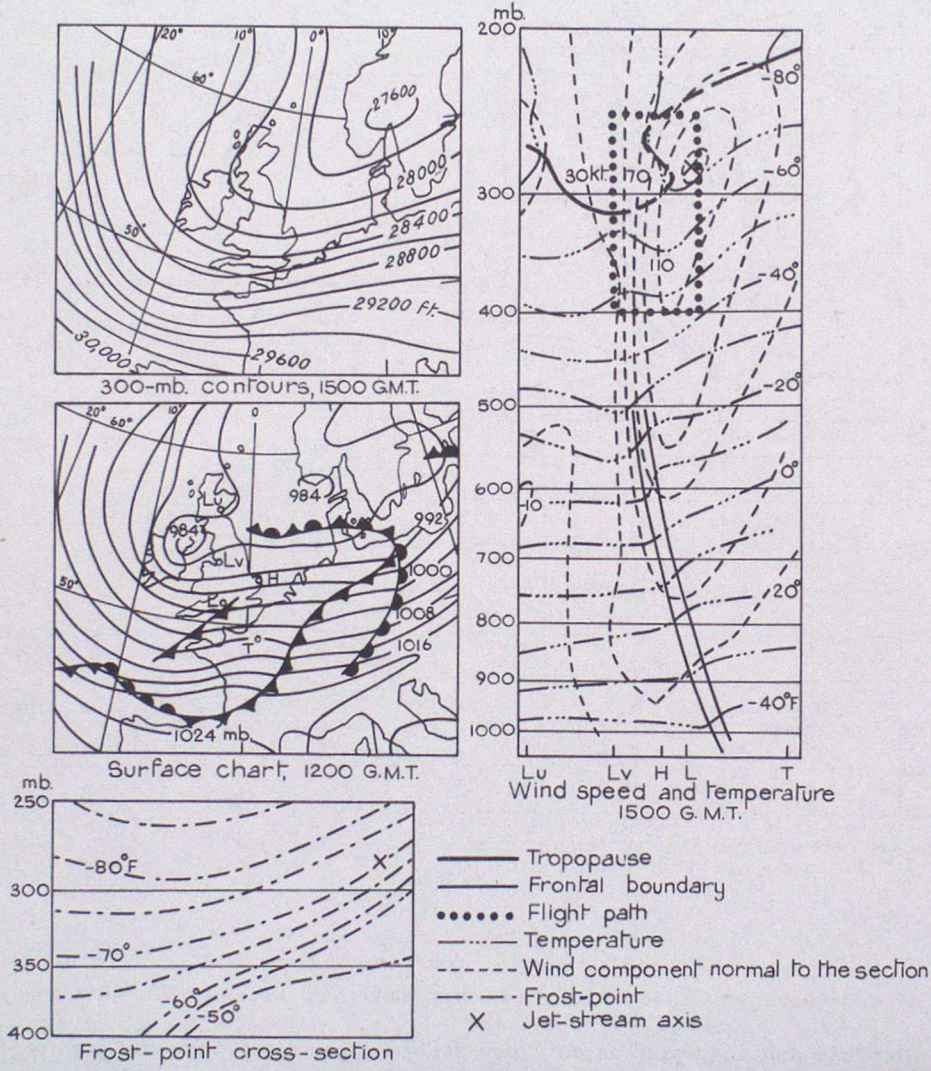 20° 10° 0° 10°
60°
27600
28000
28400
50°
28800
29200 ft.
30,000
29600
300-mb. contours, 1500 G.M.T.
20° 60° 10° 0
984
Lu
992
984
Lv
H
1000
50°
L
1008
T
1016
1024 mb.
Surface chart, 1200 G.M.T.
mb.
200
-80°
-60°
30kt. 70
300
110
-40°
400
-20°
500
0°
600
10
700
20°
800
900
-40°F
1000
Lu Lv H L T
Wind speed and temperature
1500 G. M.T.
mb.
250
-80°F
X
300
-70°
350
-60°
-50°
400
Frost-point cross-section
Tropopause
Frontal boundary
Flight path
Temperature
Wind component normal to the section
Frost-point
X Jet-stream axis